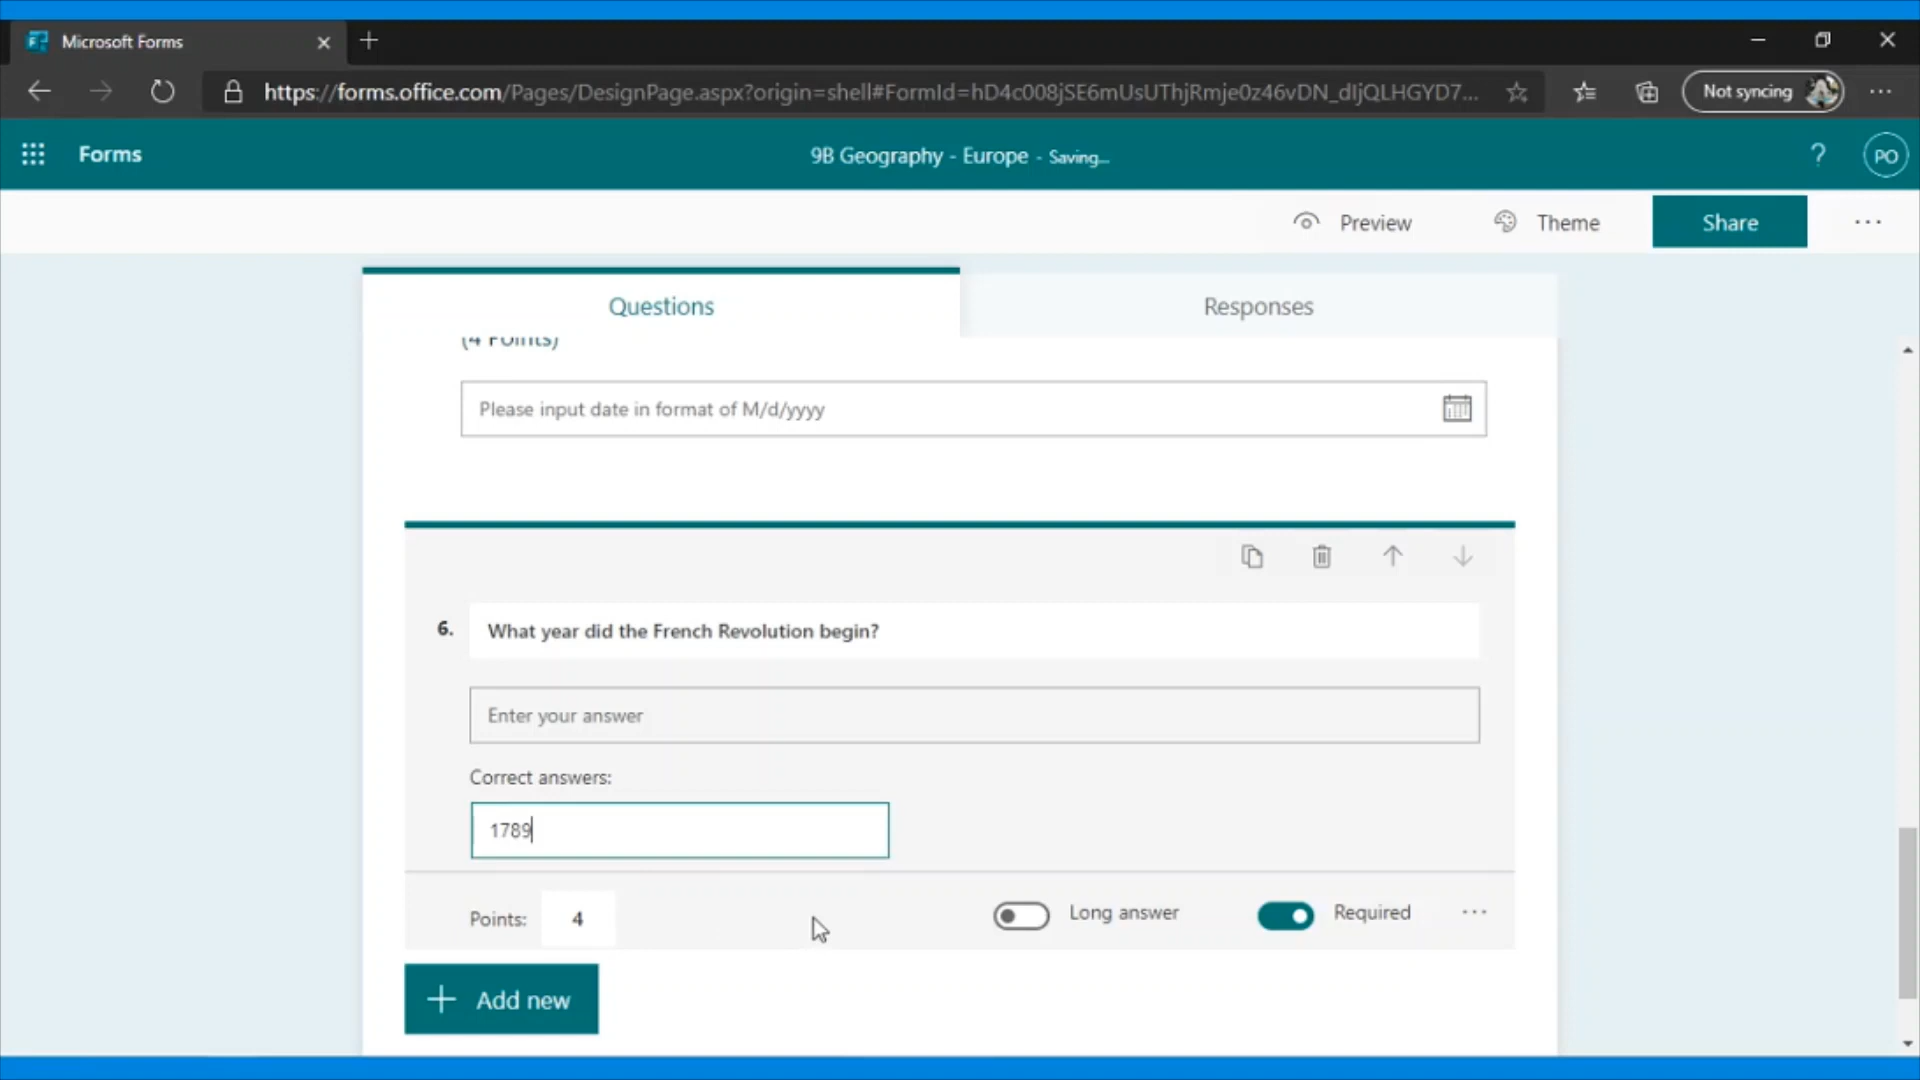 Microsoft Forms
https://forms.office.com/Pages/DesignPage.aspx?origin=shell#FormId=hD4c008jSE6mUsUThjRmje0z46vDN_dIjQLHGYD7...
Not syncing
Forms
9B Geography - Europe - Saving...
?
PO
Preview
Theme
Share
Questions
Responses
(4 Points)
Please input date in format of M/d/yyyy
6.
What year did the French Revolution begin?
Enter your answer
Correct answers:
1789
Points: 4
Long answer
Required
Add new